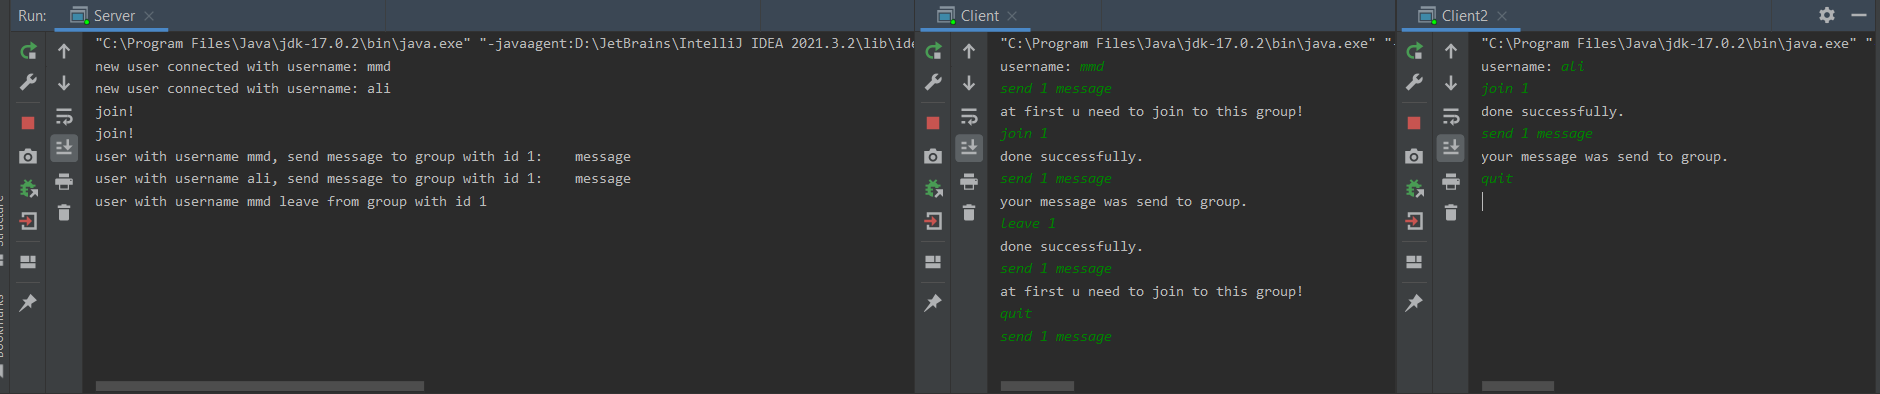 Run: Server
"C:\Program Files\Java\jdk-17.0.2\bin\java.exe" "-javaagent:D:\JetBrains\IntelliJ IDEA 2021.3.2\lib\ide
new user connected with username: mmd
new user connected with username: ali
join!
join!
user with username mmd, send message to group with id 1:    message
user with username ali, send message to group with id 1:    message
user with username mmd leave from group with id 1
Client
"C:\Program Files\Java\jdk-17.0.2\bin\java.exe" "-
username: mmd
send 1 message
at first u need to join to this group!
join 1
done successfully.
send 1 message
your message was send to group.
leave 1
done successfully.
send 1 message
at first u need to join to this group!
quit
send 1 message
Client2
"C:\Program Files\Java\jdk-17.0.2\bin\java.exe" "
username: ali
join 1
done successfully.
send 1 message
your message was send to group.
quit